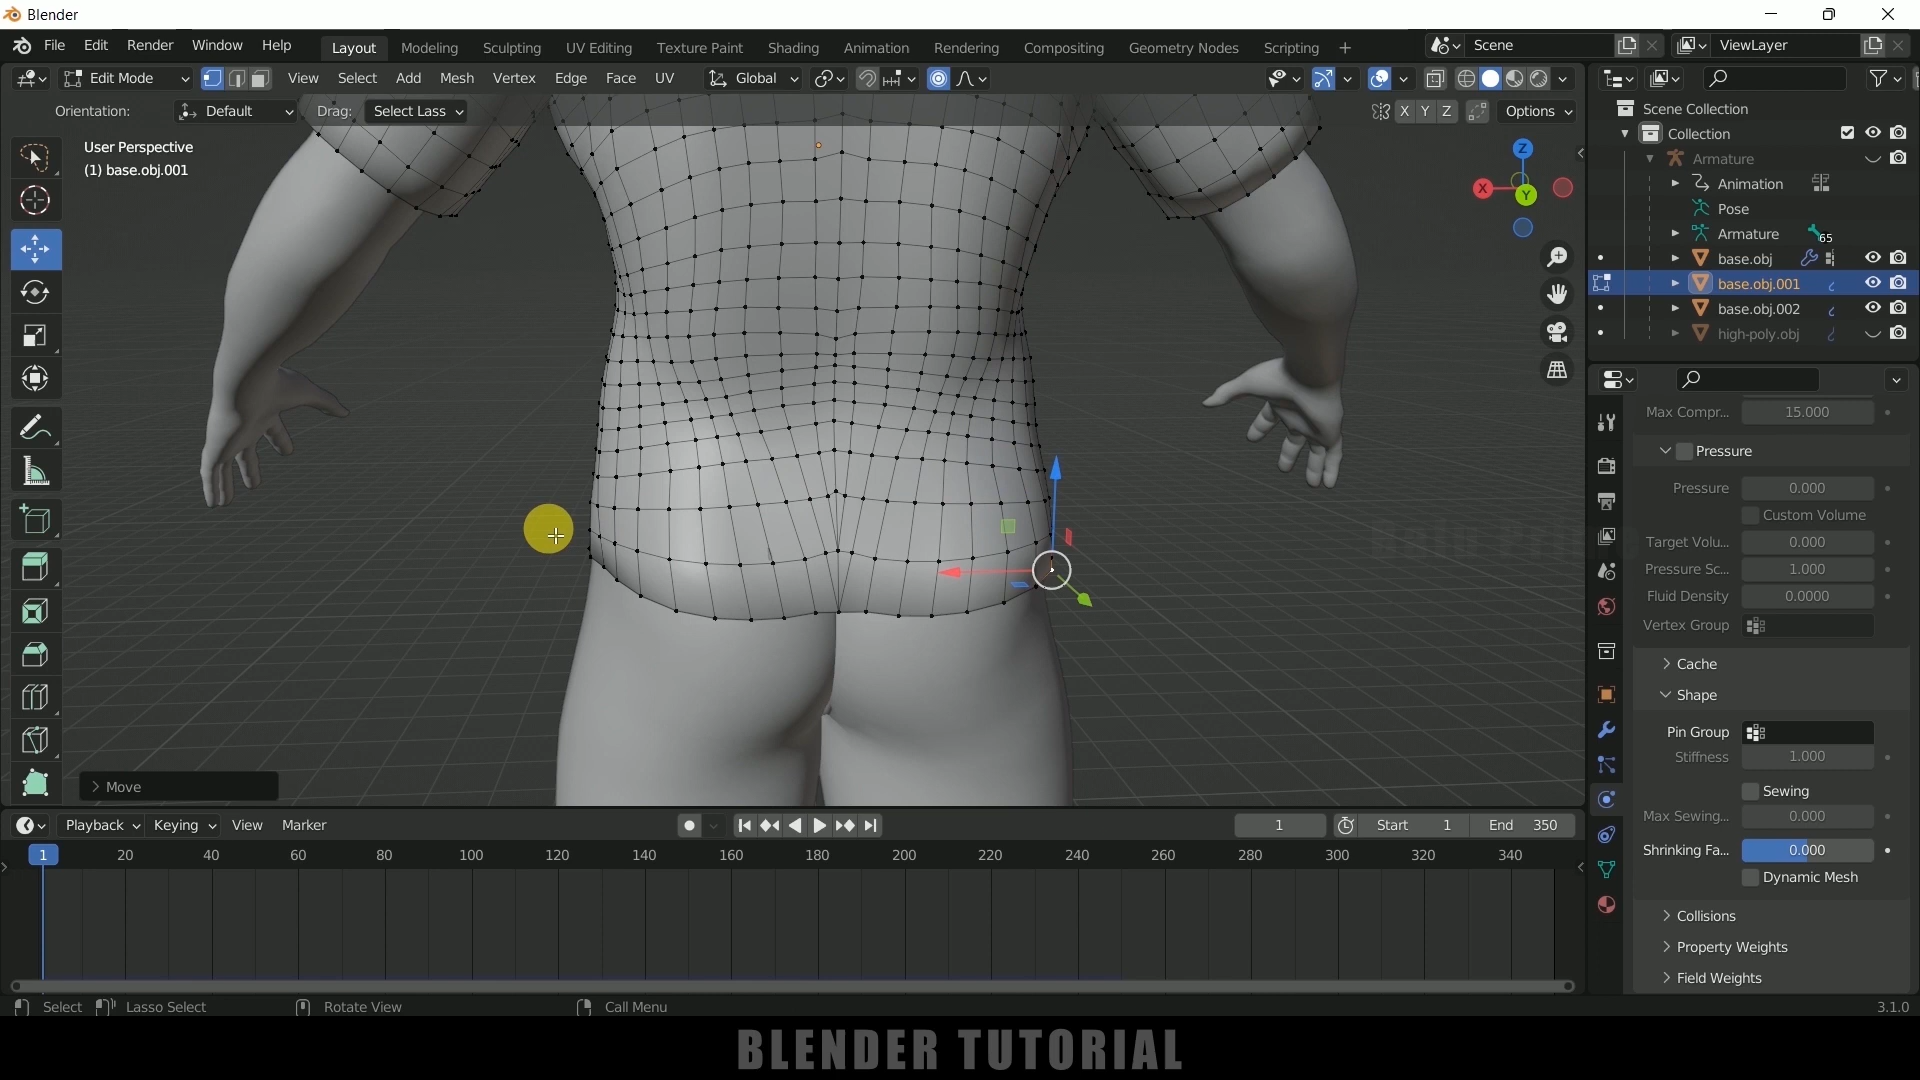 Blender
File Edit Render Window Help Layout Modeling Sculpting UV Editing Texture Paint Shading Animation Rendering Compositing Geometry Nodes Scripting + Scene ViewLayer
Edit Mode View Select Add Mesh Vertex Edge Face UV Global
Orientation: Default Drag: Select Lass X Y Z Options
Scene Collection
Collection
Armature
Animation
Pose
Armature 65
base.obj
base.obj.001
base.obj.002
high-poly.obj
User Perspective
(1) base.obj.001
Z
X
Y
Max Compr... 15.000
Pressure
Pressure 0.000
Custom Volume
Target Volu... 0.000
Pressure Sc... 1.000
Fluid Density 0.0000
Vertex Group
Cache
Shape
Pin Group
Stiffness 1.000
Sewing
Max Sewing... 0.000
Shrinking Fa... 0.000
Dynamic Mesh
Collisions
Property Weights
Field Weights
Move
Playback Keying View Marker 1 Start 1 End 350
1 20 40 60 80 100 120 140 160 180 200 220 240 260 280 300 320 340
Select Lasso Select Rotate View Call Menu 3.1.0
BLENDER TUTORIAL